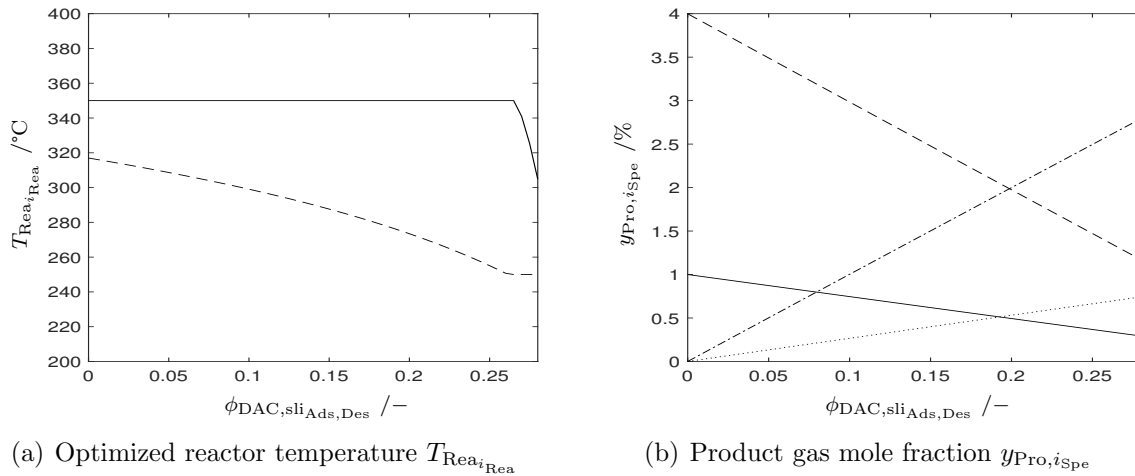 400
380
360
340
320
300
280
260
240
220
200
T_{Rea_{i_{Rea}}} /°C
0 0.05 0.1 0.15 0.2 0.25
ϕ_{DAC,sli_{Ads,Des}} /−
(a) Optimized reactor temperature T_{Rea_{i_{Rea}}}
4
3.5
3
2.5
2
1.5
1
0.5
0
y_{Pro,i_{Spe}} /%
0 0.05 0.1 0.15 0.2 0.25
ϕ_{DAC,sli_{Ads,Des}} /−
(b) Product gas mole fraction y_{Pro,i_{Spe}}